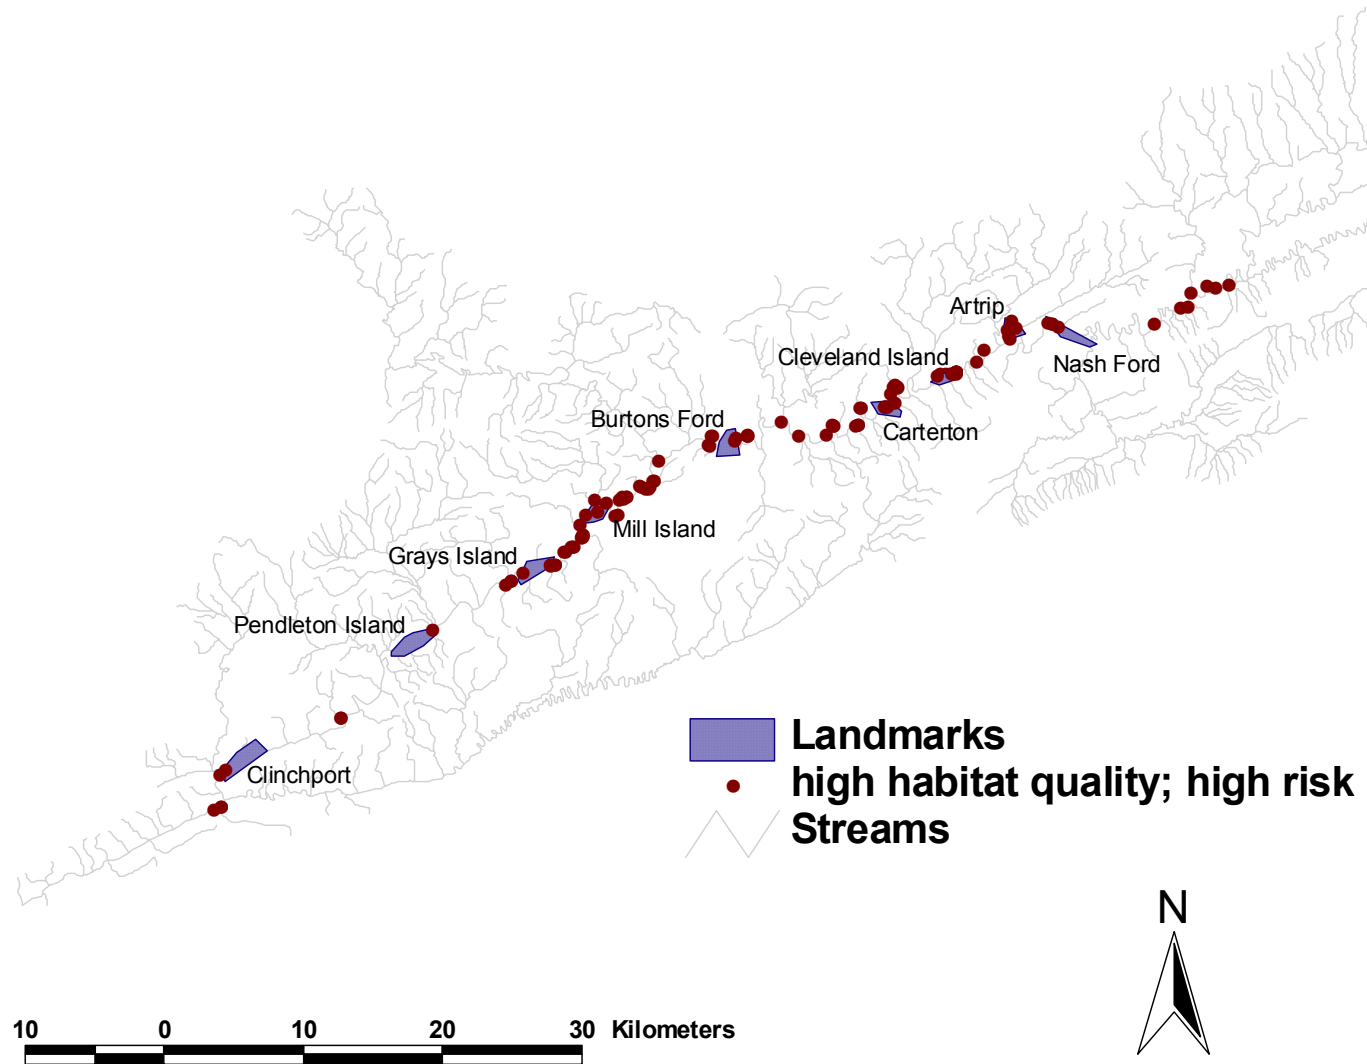 Artrip
Cleveland Island
Nash Ford
Burtons Ford
Carterton
Mill Island
Grays Island
Pendleton Island
Clinchport
Landmarks
high habitat quality; high risk
Streams
N
10 0 10 20 30 Kilometers